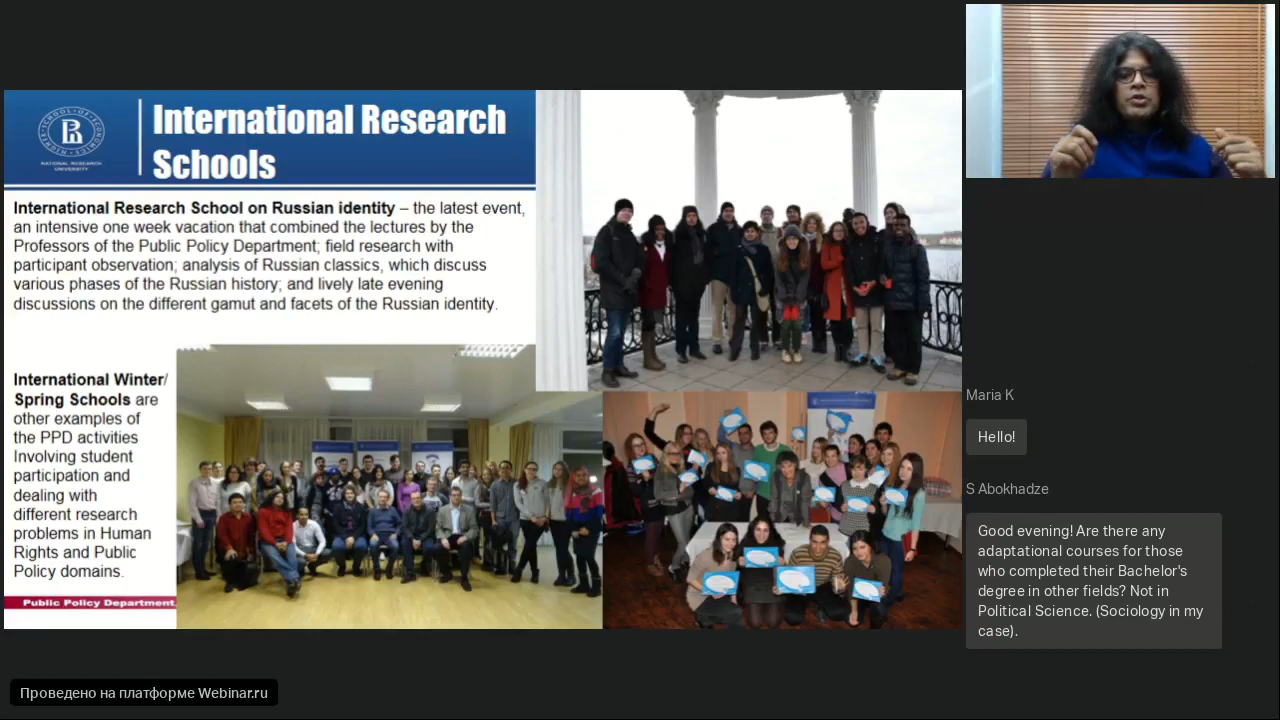 HIGHER SCHOOL OF ECONOMICS
NATIONAL RESEARCH
UNIVERSITY
International Research
Schools
International Research School on Russian identity – the latest event,
an intensive one week vacation that combined the lectures by the
Professors of the Public Policy Department; field research with
participant observation; analysis of Russian classics, which discuss
various phases of the Russian history; and lively late evening
discussions on the different gamut and facets of the Russian identity.
International Winter/
Spring Schools are
other examples of
the PPD activities
Involving student
participation and
dealing with
different research
problems in Human
Rights and Public
Policy domains.
Public Policy Department,
Maria K
Hello!
S Abokhadze
Good evening! Are there any
adaptational courses for those
who completed their Bachelor's
degree in other fields? Not in
Political Science. (Sociology in my
case).
Проведено на платформе Webinar.ru